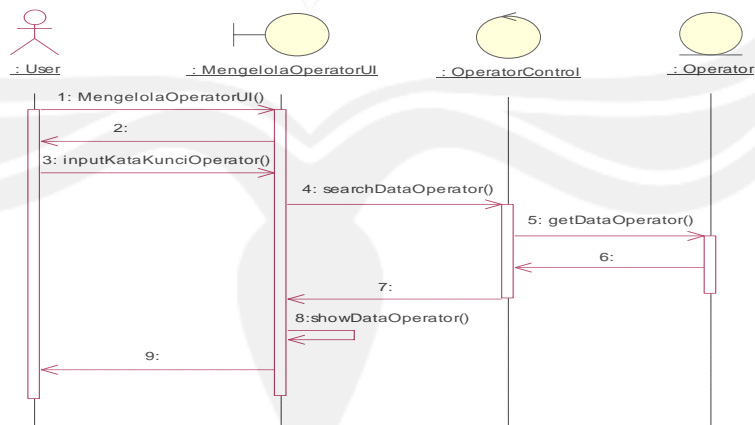 : User
: MengelolaOperatorUI
: OperatorControl
: Operator
1: MengelolaOperatorUI()
2:
3: inputKataKunciOperator()
4: searchDataOperator()
5: getDataOperator()
6:
7:
8:showDataOperator()
9: